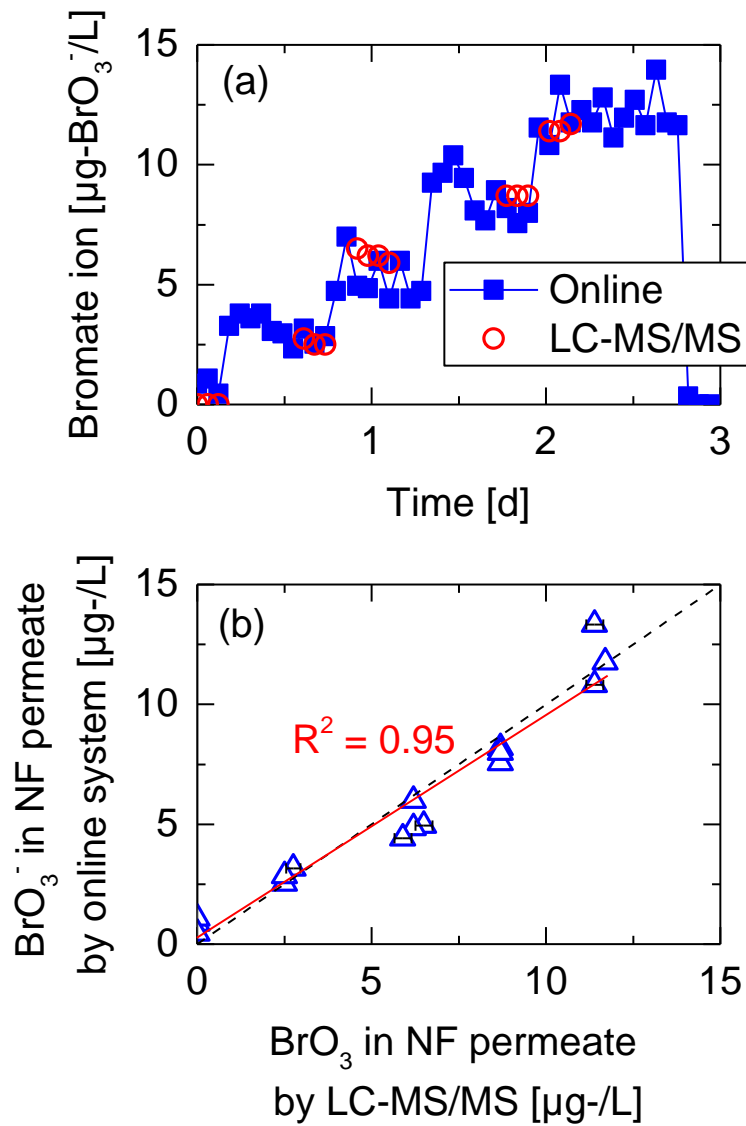 Bromate ion [µg-BrO₃⁻/L]
15
10
5
0
(a)
Online
LC-MS/MS
0 1 2 3
Time [d]
BrO₃⁻ in NF permeate
by online system [µg-/L]
15
10
5
0
(b)
R² = 0.95
0 5 10 15
BrO₃ in NF permeate
by LC-MS/MS [µg-/L]